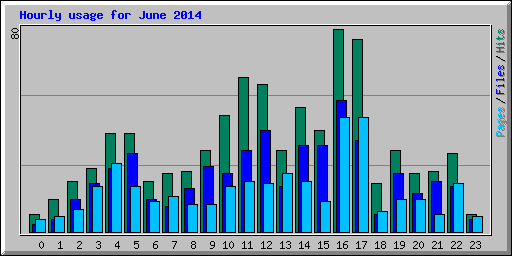 Hourly usage for June 2014
80
Pages/Files/Hits
0 1 2 3 4 5 6 7 8 9 10 11 12 13 14 15 16 17 18 19 20 21 22 23